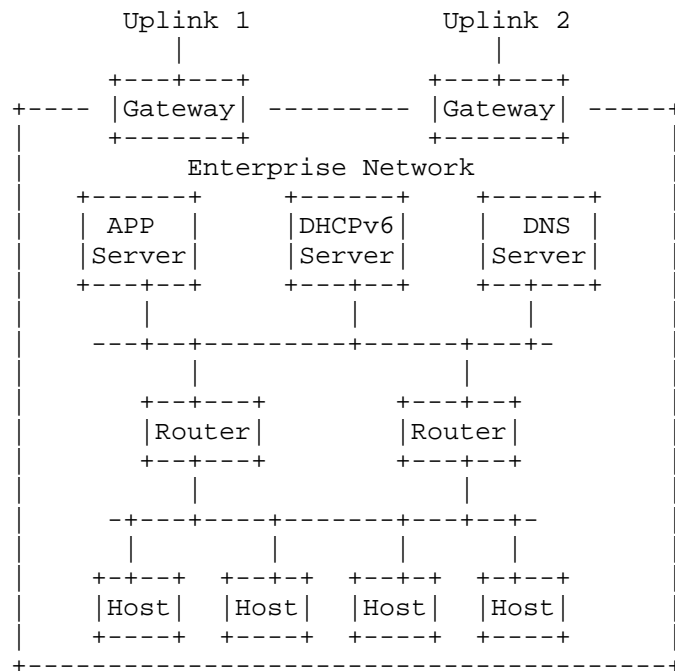 Uplink 1 Uplink 2
Gateway Gateway
Enterprise Network
APP DHCPv6 DNS
Server Server Server
Router Router
Host Host Host Host